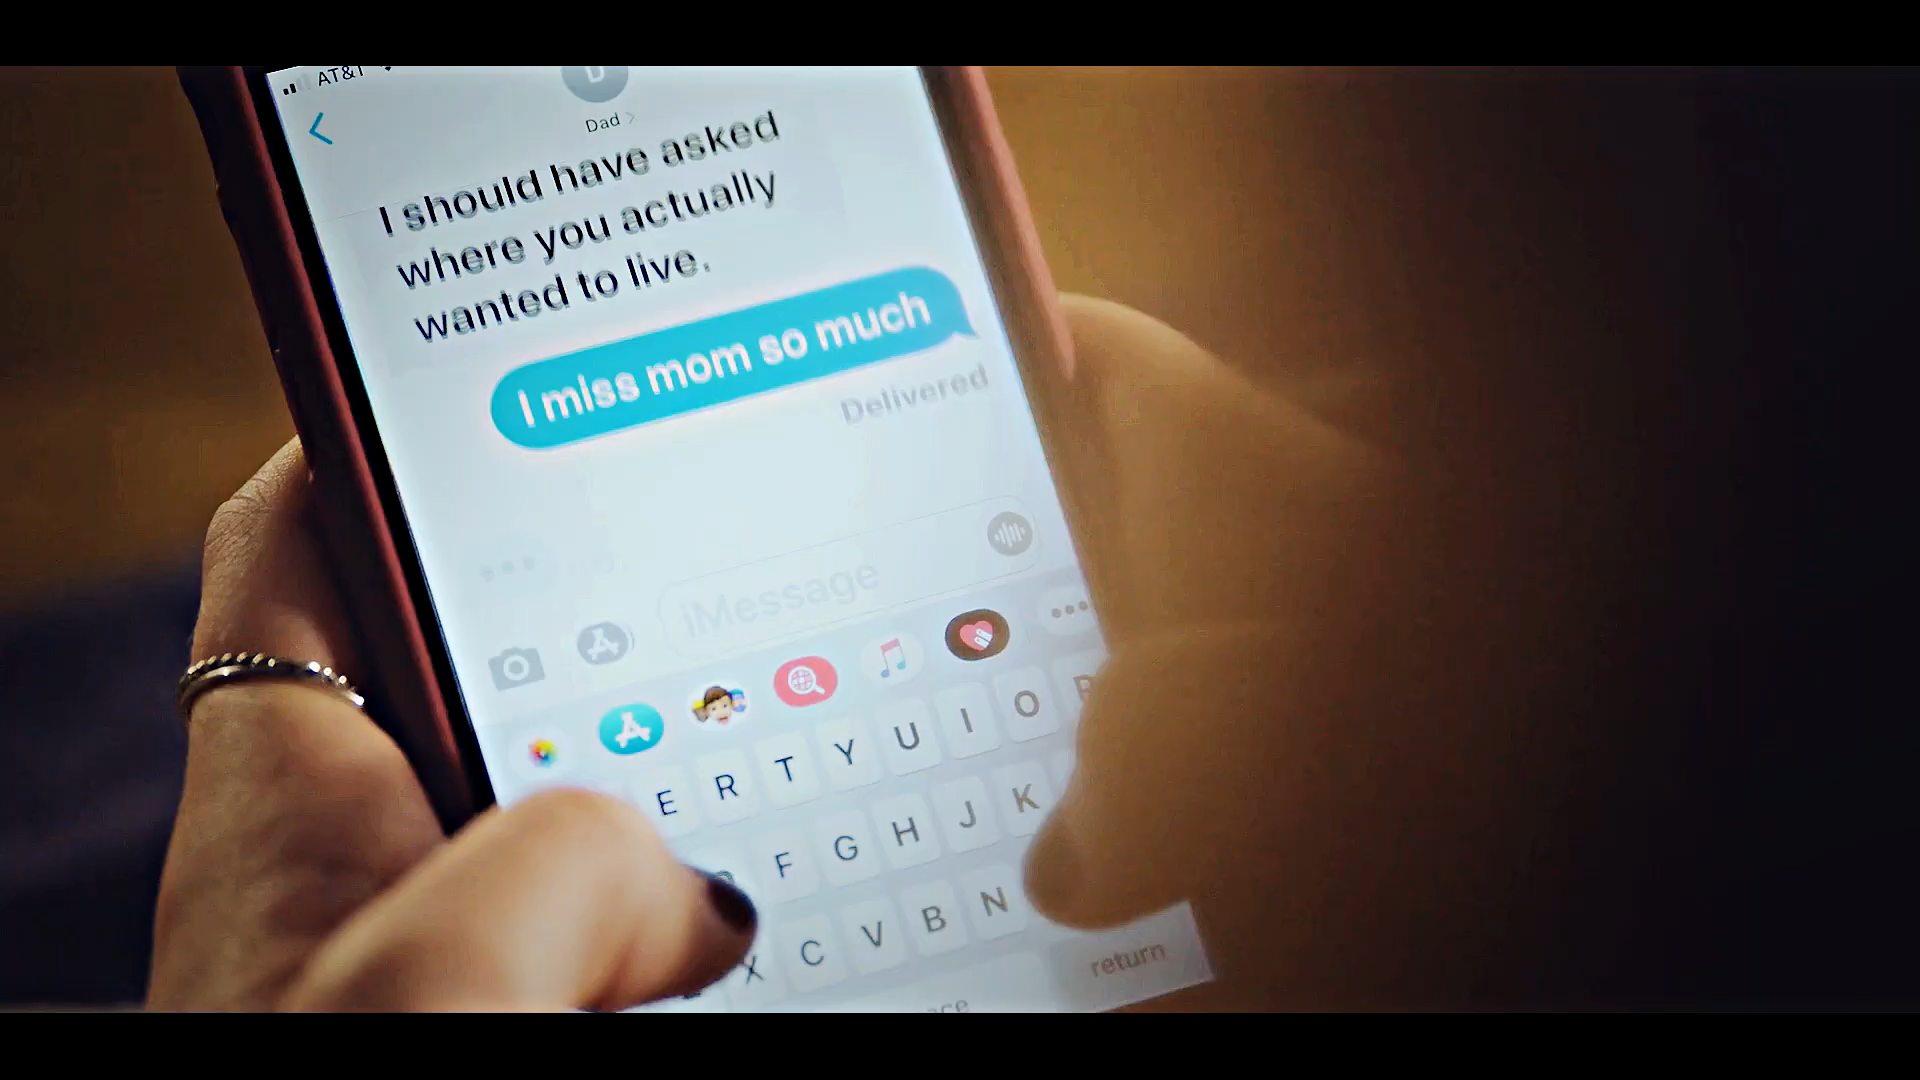 AT&T
Dad
I should have asked
where you actually
wanted to live.
I miss mom so much
Delivered
iMessage
E R T Y U I O P
F G H J K
X C V B N
return